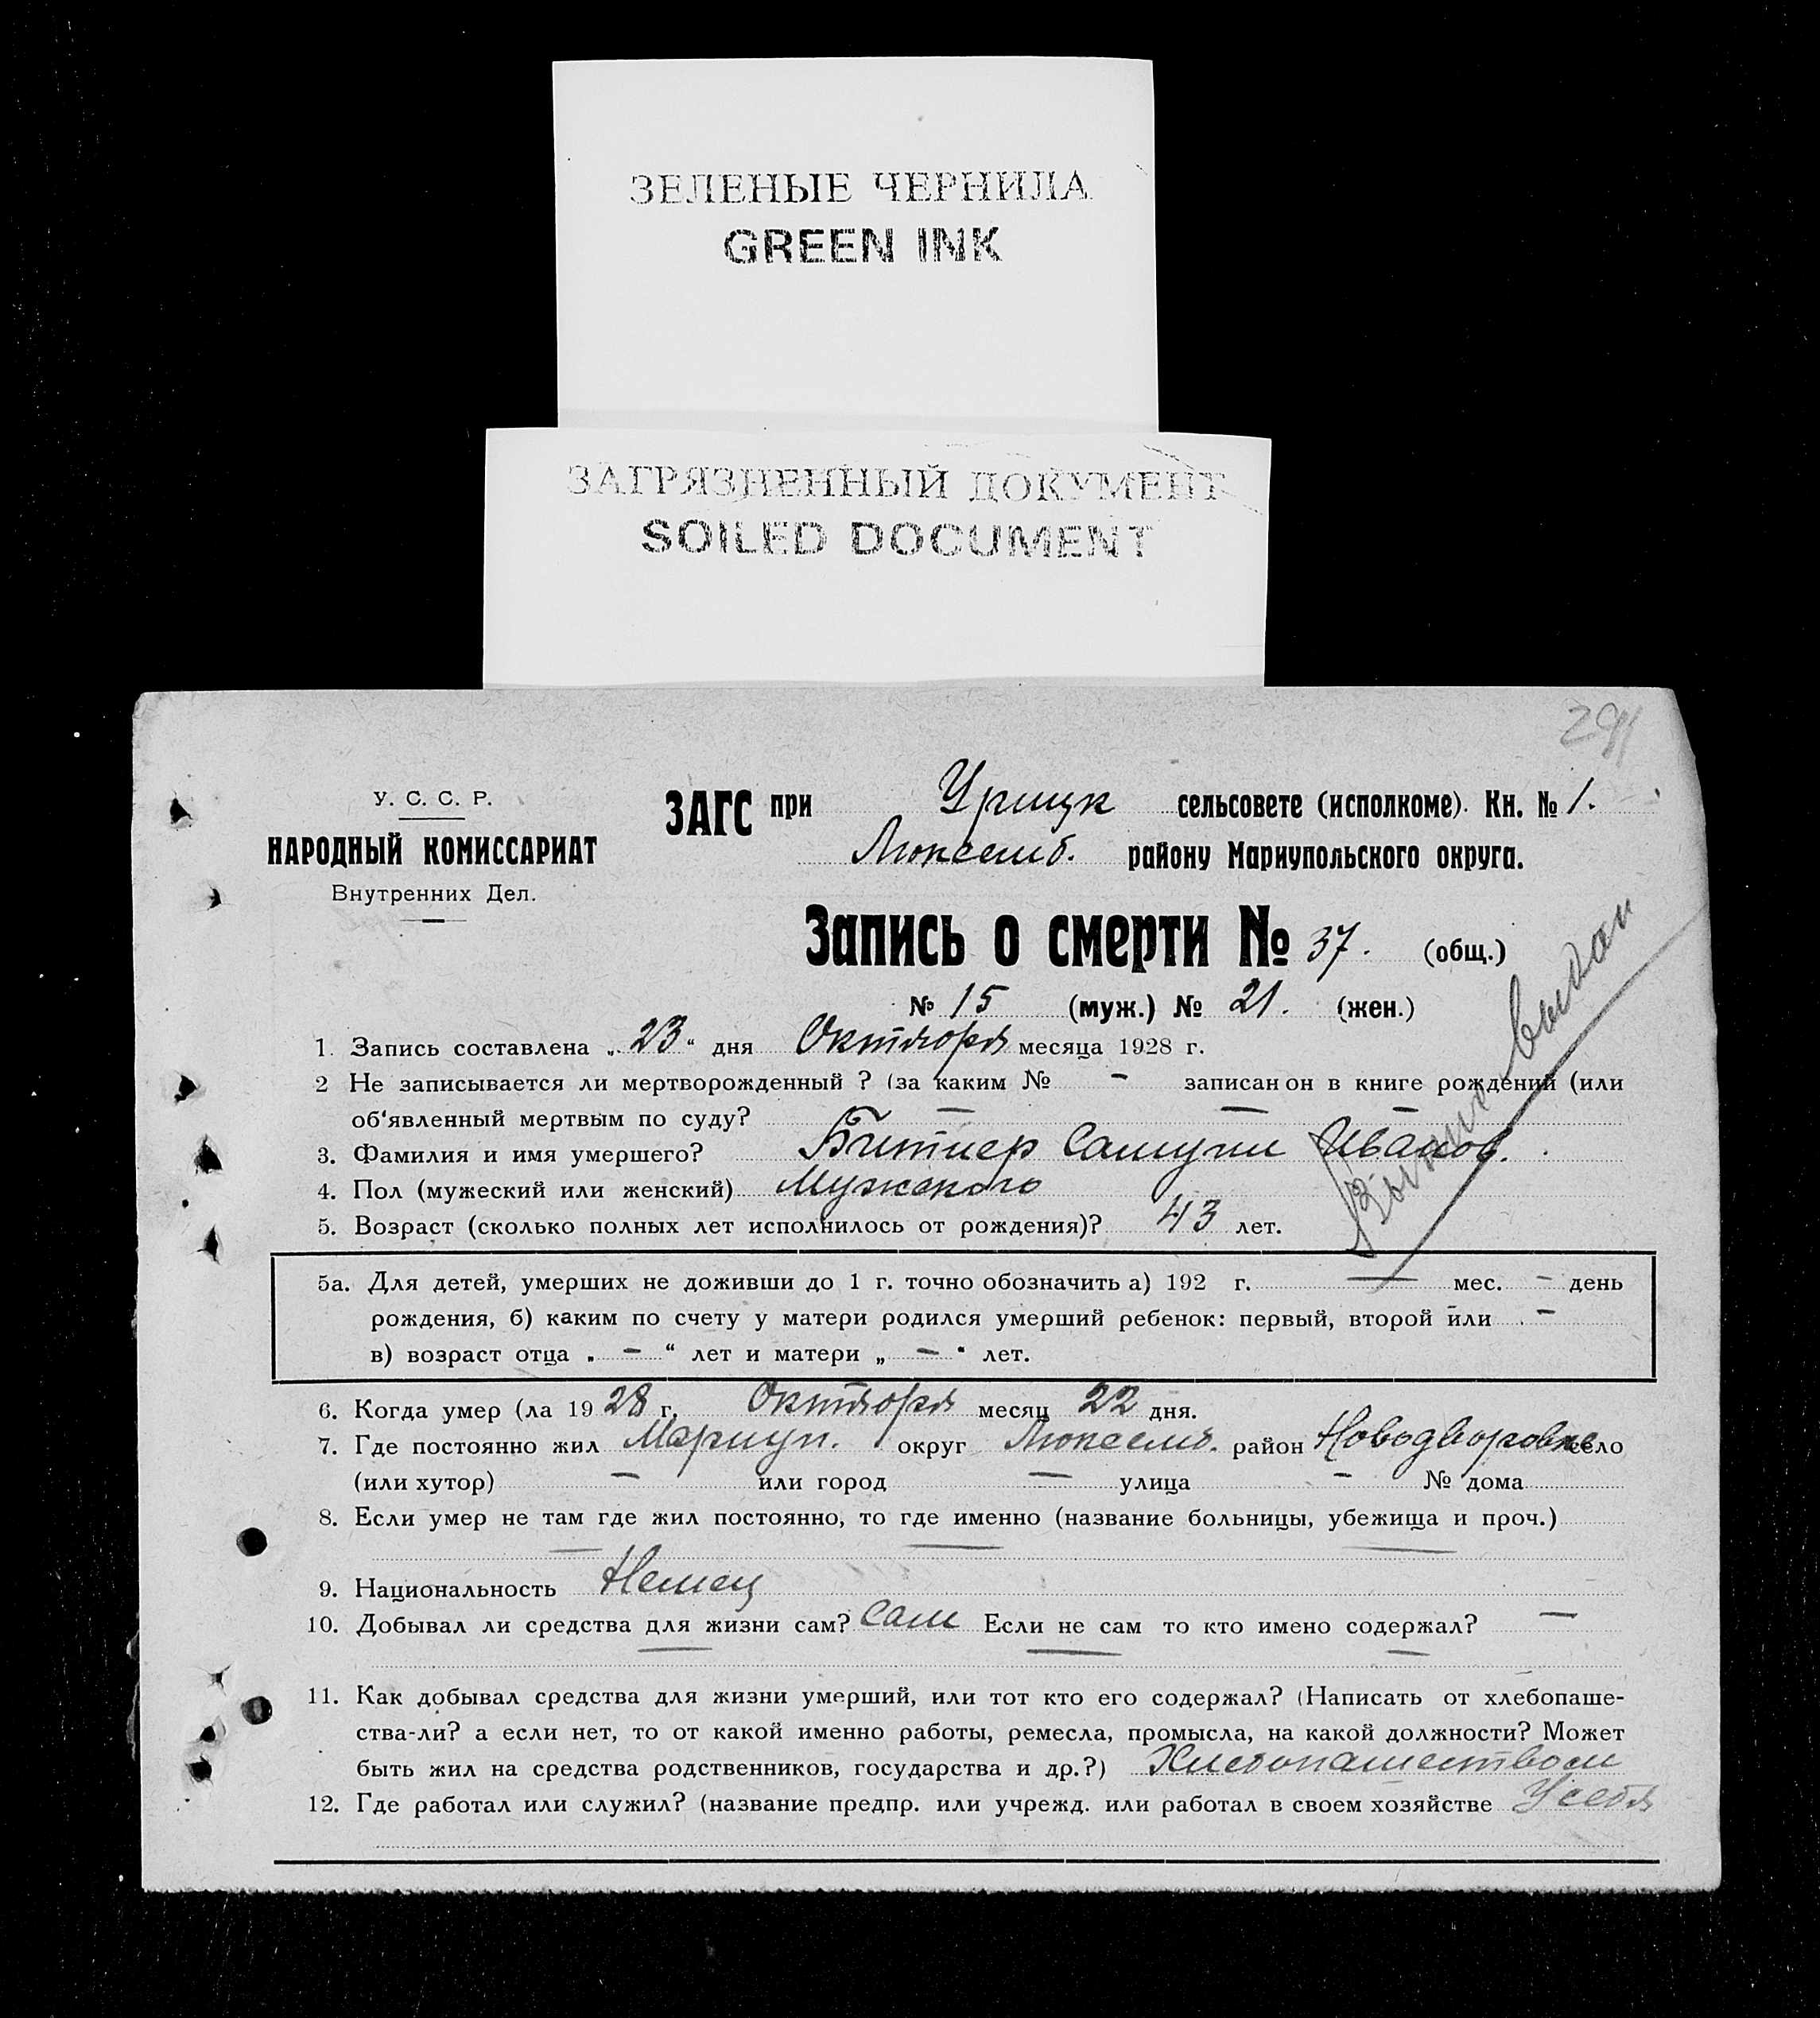 ЗЕЛЕНЫЕ ЧЕРНИЛА
GREEN INK
ЗАГРЯЗНЕННЫЙ ДОКУМЕНТ
SOILED DOCUMENT
У. С. С. Р.
НАРОДНЫЙ КОМИССАРИАТ
Внутренних Дел.
ЗАГС при Урицк сельсовете (исполкоме). Кн. № 1.
Люксемб. району Мариупольского округа.
Запись о смерти № 37. (общ.)
№ 15 (муж.) № 21. (жен.)
Выпис выдан
1. Запись составлена „ 23 “ дня Октября месяца 1928 г.
2 Не записывается ли мертворожденный ? (за каким № – записан он в книге рождений (или
об'явленный мертвым по суду? — — —
3. Фамилия и имя умершего? Битнер Самуил Иванов.
4. Пол (мужеский или женский) Мужского
5. Возраст (сколько полных лет исполнилось от рождения)? 43 лет.
5а. Для детей, умерших не доживши до 1 г. точно обозначить а) 192 г. — мес. – день
рождения, б) каким по счету у матери родился умерший ребенок: первый, второй или –
в) возраст отца „ – “ лет и матери „ – “ лет.
6. Когда умер (ла 19 28 г. Октября месяц 22 дня.
7. Где постоянно жил Мариуп. округ Люксемб. район Новодворовка село
(или хутор) – или город — улица – № дома
8. Если умер не там где жил постоянно, то где именно (название больницы, убежища и проч.)
— — —
9. Национальность Немец
10. Добывал ли средства для жизни сам? Сам Если не сам то кто имено содержал? —
— — —
11. Как добывал средства для жизни умерший, или тот кто его содержал? (Написать от хлебопаше-
ства-ли? а если нет, то от какой именно работы, ремесла, промысла, на какой должности? Может
быть жил на средства родственников, государства и др.?) Хлебопашеством
12. Где работал или служил? (название предпр. или учрежд. или работал в своем хозяйстве У себя